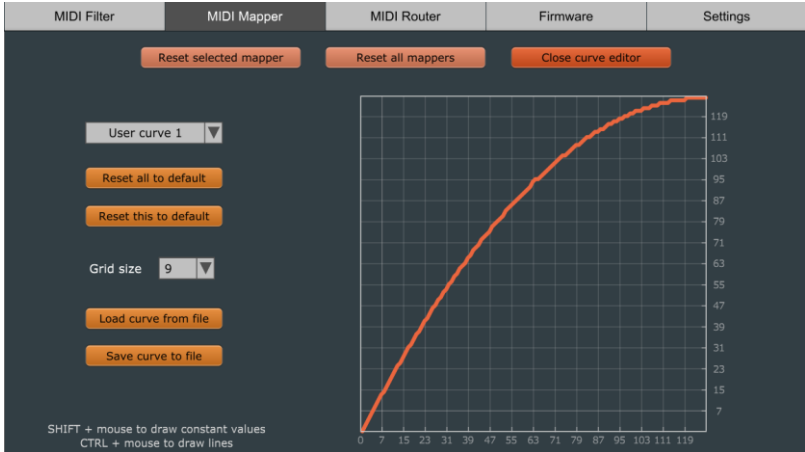 MIDI Filter MIDI Mapper MIDI Router Firmware Settings
Reset selected mapper Reset all mappers Close curve editor
User curve 1
Reset all to default
Reset this to default
Grid size 9
Load curve from file
Save curve to file
SHIFT + mouse to draw constant values
CTRL + mouse to draw lines
119
111
103
95
87
79
71
63
55
47
39
31
23
15
7
0 7 15 23 31 39 47 55 63 71 79 87 95 103 111 119